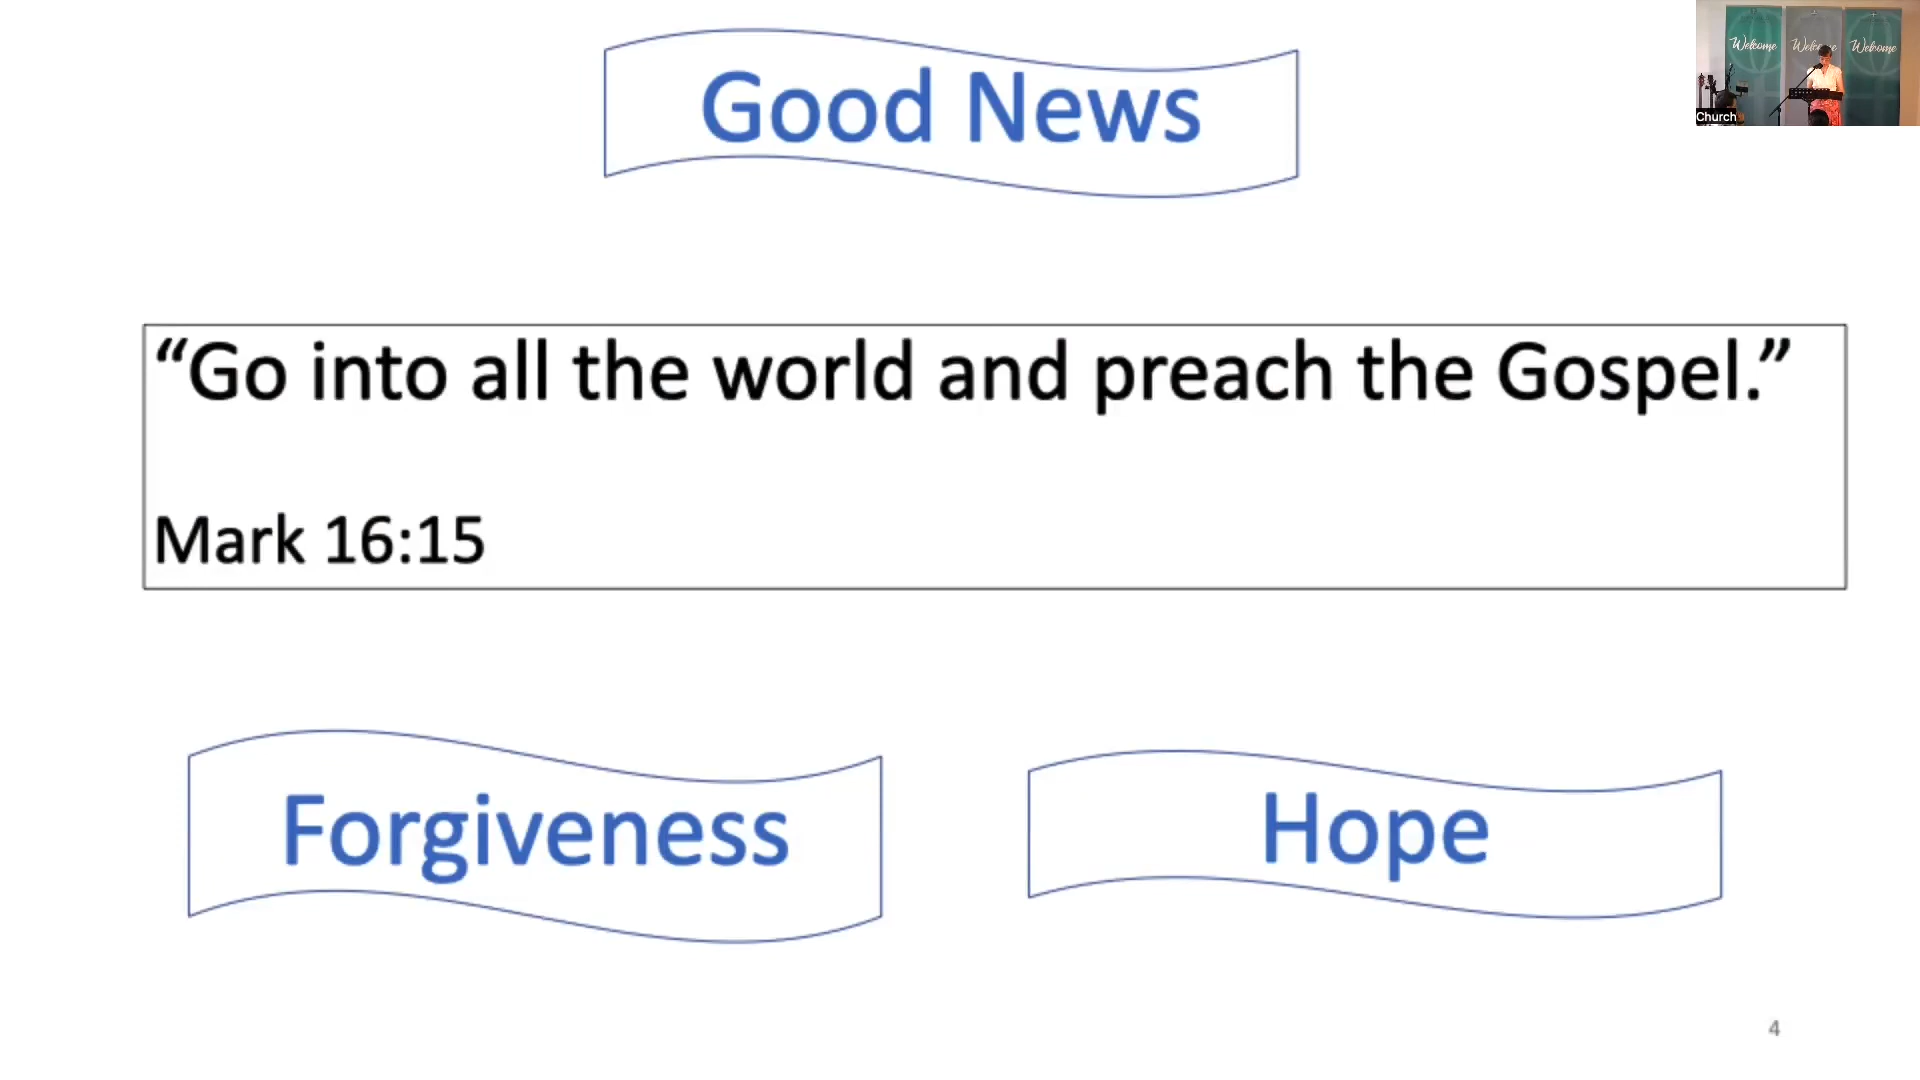 Good News
Welcome
Welcome
Welcome
Church
“Go into all the world and preach the Gospel.”
Mark 16:15
Forgiveness
Hope
4